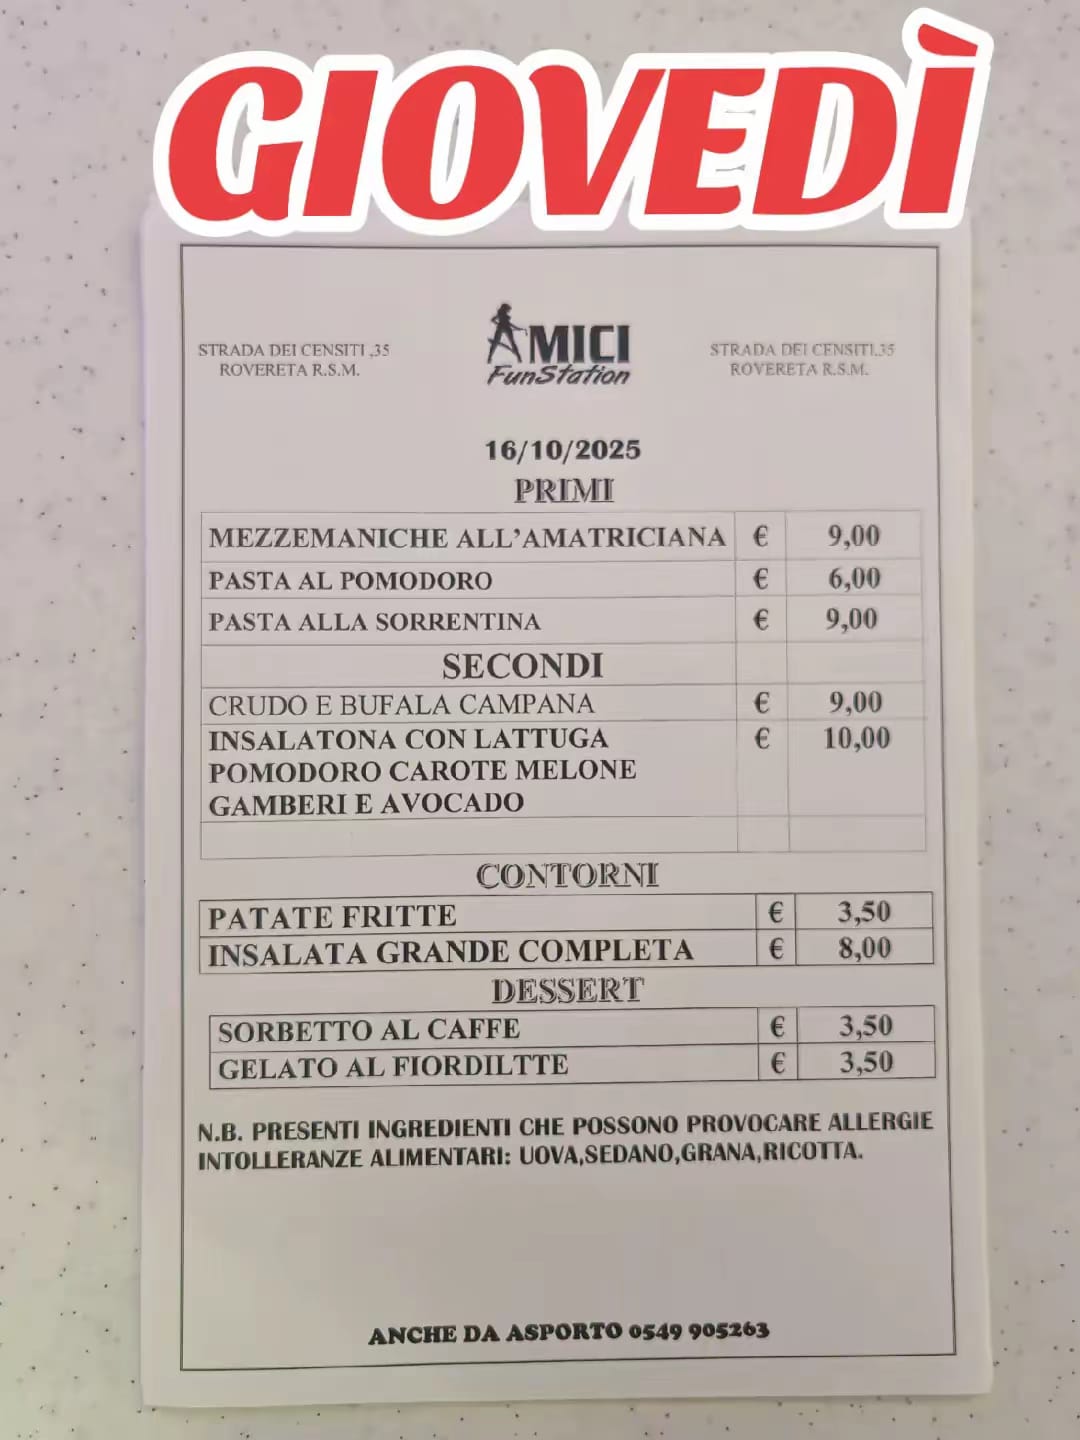 GIOVEDÌ
AMICI
FunStation
STRADA DEI CENSITI ,35
ROVERETA R.S.M.
STRADA DEI CENSITI.35
ROVERETA R.S.M.
16/10/2025
PRIMI
MEZZEMANICHE ALL'AMATRICIANA € 9,00
PASTA AL POMODORO € 6,00
PASTA ALLA SORRENTINA € 9,00
SECONDI
CRUDO E BUFALA CAMPANA € 9,00
INSALATONA CON LATTUGA € 10,00
POMODORO CAROTE MELONE
GAMBERI E AVOCADO
CONTORNI
PATATE FRITTE € 3,50
INSALATA GRANDE COMPLETA € 8,00
DESSERT
SORBETTO AL CAFFE € 3,50
GELATO AL FIORDILTTE € 3,50
N.B. PRESENTI INGREDIENTI CHE POSSONO PROVOCARE ALLERGIE
INTOLLERANZE ALIMENTARI: UOVA,SEDANO,GRANA,RICOTTA.
ANCHE DA ASPORTO 0549 905263